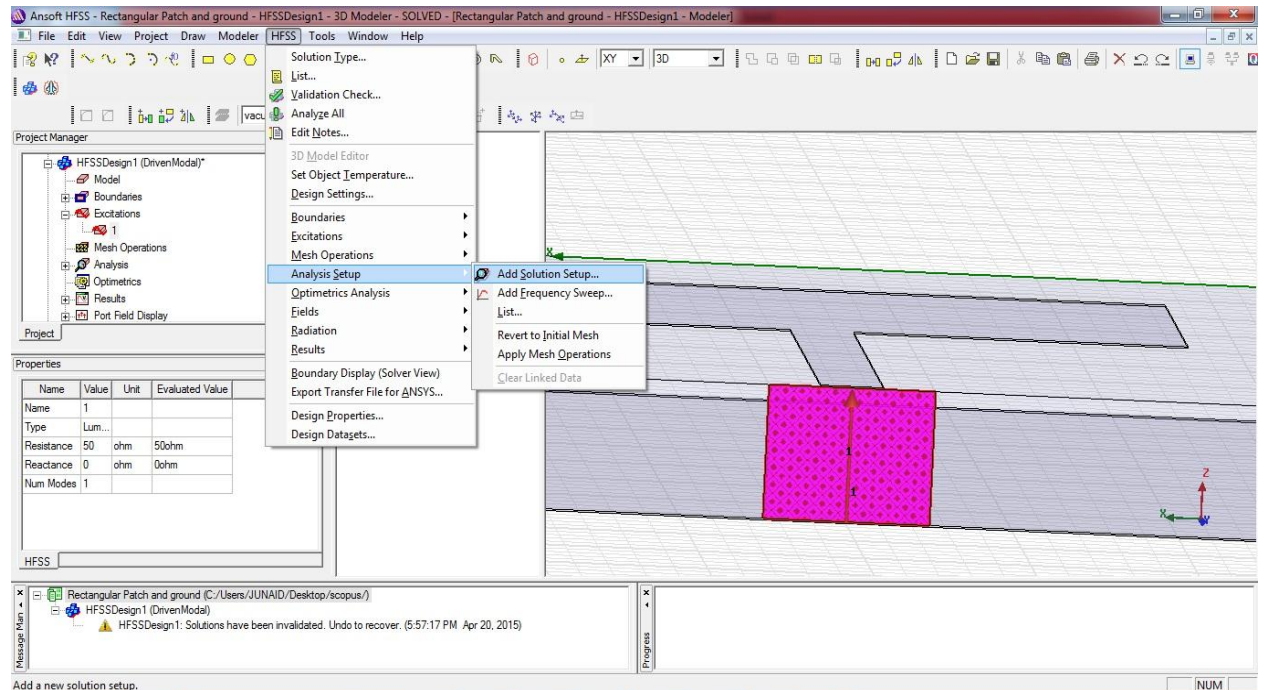 Ansoft HFSS - Rectangular Patch and ground - HFSSDesign1 - 3D Modeler - SOLVED - [Rectangular Patch and ground - HFSSDesign1 - Modeler]
File Edit View Project Draw Modeler HFSS Tools Window Help
XY 3D
vacu
Solution Type...
List...
Validation Check...
Analyze All
Edit Notes...
3D Model Editor
Set Object Temperature...
Design Settings...
Boundaries
Excitations
Mesh Operations
Analysis Setup
Optimetrics Analysis
Fields
Radiation
Results
Boundary Display (Solver View)
Export Transfer File for ANSYS...
Design Properties...
Design Datasets...
Add Solution Setup...
Add Frequency Sweep...
List...
Revert to Initial Mesh
Apply Mesh Operations
Clear Linked Data
Project Manager
HFSSDesign1 (DrivenModal)*
Model
Boundaries
Excitations
1
Mesh Operations
Analysis
Optimetrics
Results
Port Field Display
Project
Properties
Name Value Unit Evaluated Value
Name 1
Type Lum...
Resistance 50 ohm 50ohm
Reactance 0 ohm 0ohm
Num Modes 1
HFSS
X
1
1
Z
X
Y
Message Man
Rectangular Patch and ground (C:/Users/JUNAID/Desktop/scopus/)
HFSSDesign1 (DrivenModal)
HFSSDesign1: Solutions have been invalidated. Undo to recover. (5:57:17 PM Apr 20, 2015)
Progress
Add a new solution setup.
NUM